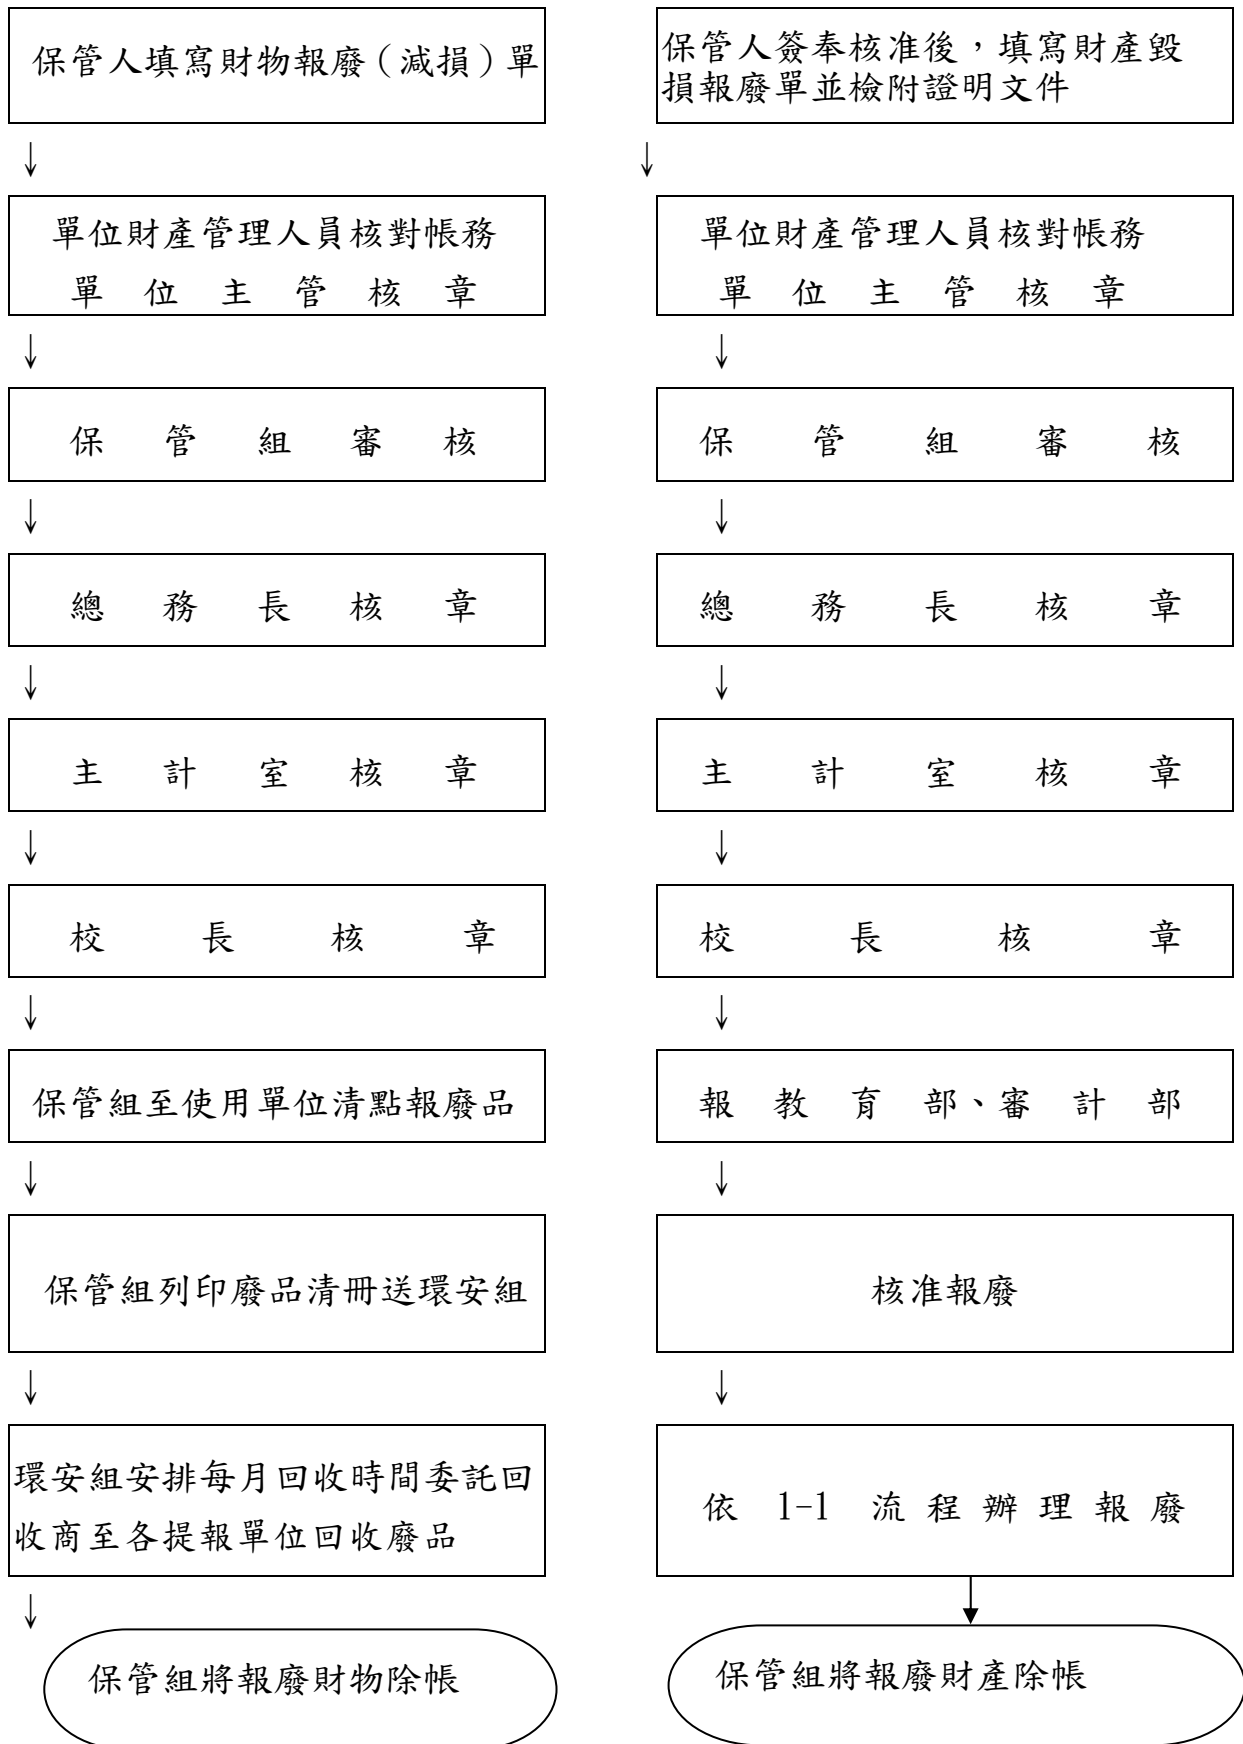 保管人填寫財物報廢（減損）單
↓
單位財產管理人員核對帳務
單位主管核章
↓
保管組審核
↓
總務長核章
↓
主計室核章
↓
校長核章
↓
保管組至使用單位清點報廢品
↓
保管組列印廢品清冊送環安組
↓
環安組安排每月回收時間委託回
收商至各提報單位回收廢品
↓
保管組將報廢財物除帳
保管人簽奉核准後，填寫財產毀
損報廢單並檢附證明文件
↓
單位財產管理人員核對帳務
單位主管核章
↓
保管組審核
↓
總務長核章
↓
主計室核章
↓
校長核章
↓
報教育部、審計部
↓
核准報廢
↓
依 1-1 流程辦理報廢
保管組將報廢財產除帳